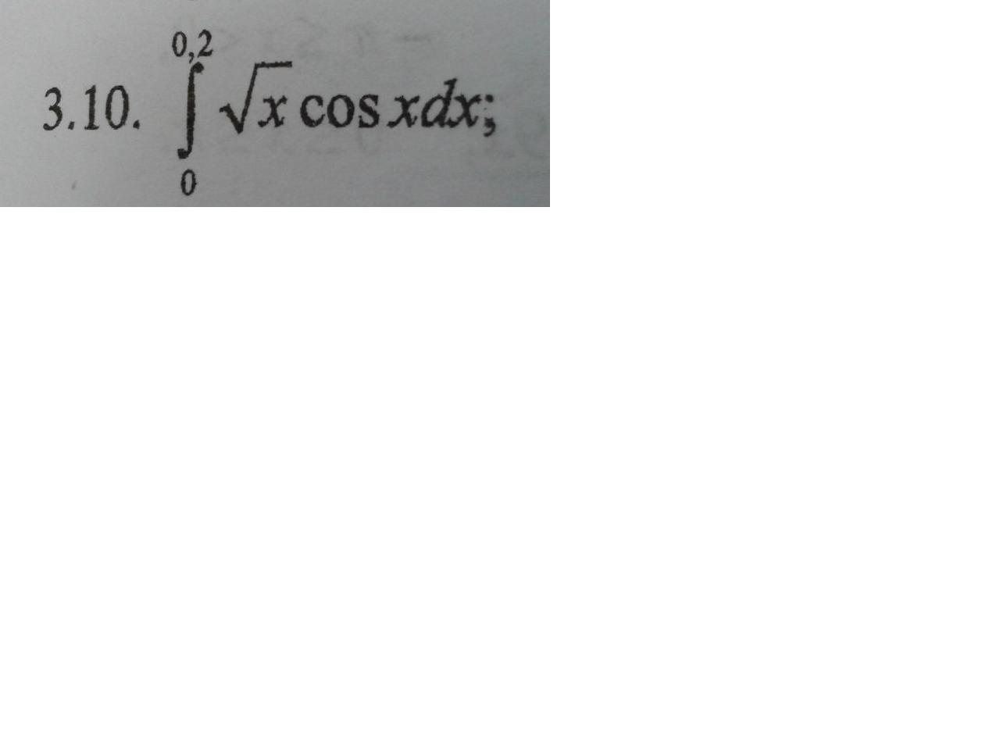 3.10. ∫₀^{0,2} √x cos xdx;